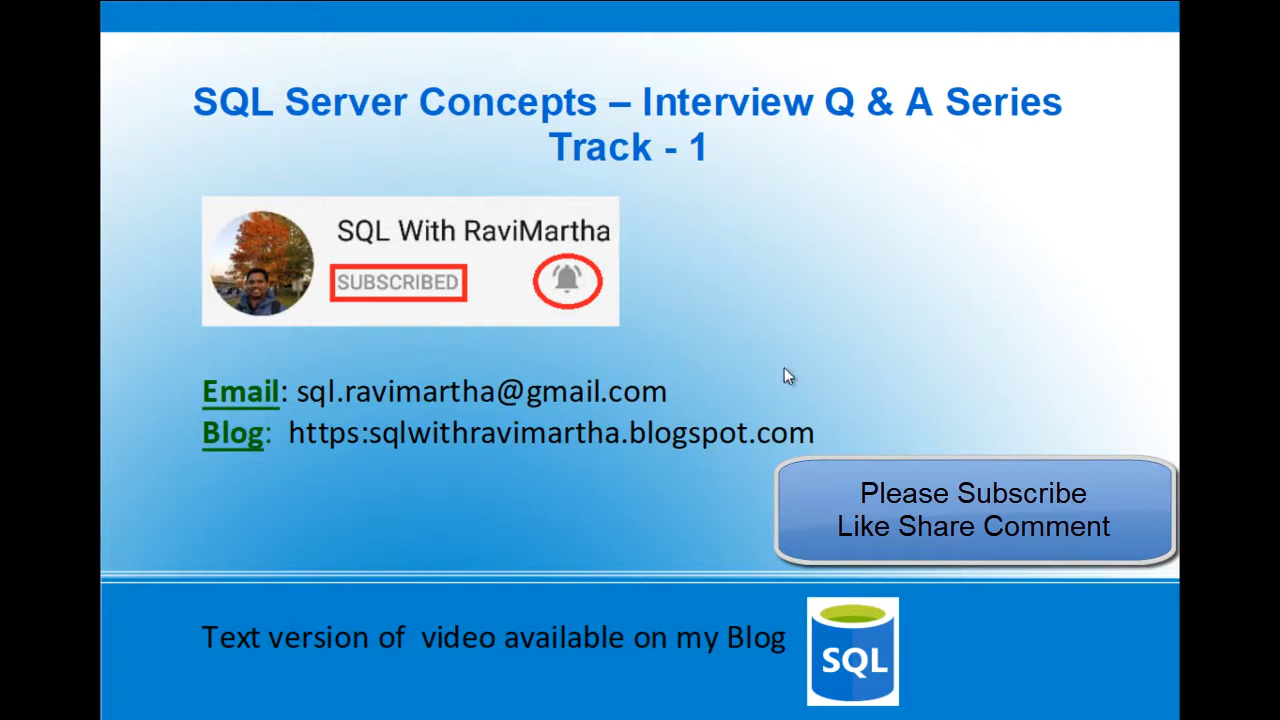 SQL Server Concepts – Interview Q & A Series
Track - 1
SQL With RaviMartha
SUBSCRIBED
Email: sql.ravimartha@gmail.com
Blog: https:sqlwithravimartha.blogspot.com
Please Subscribe
Like Share Comment
Text version of video available on my Blog
SQL